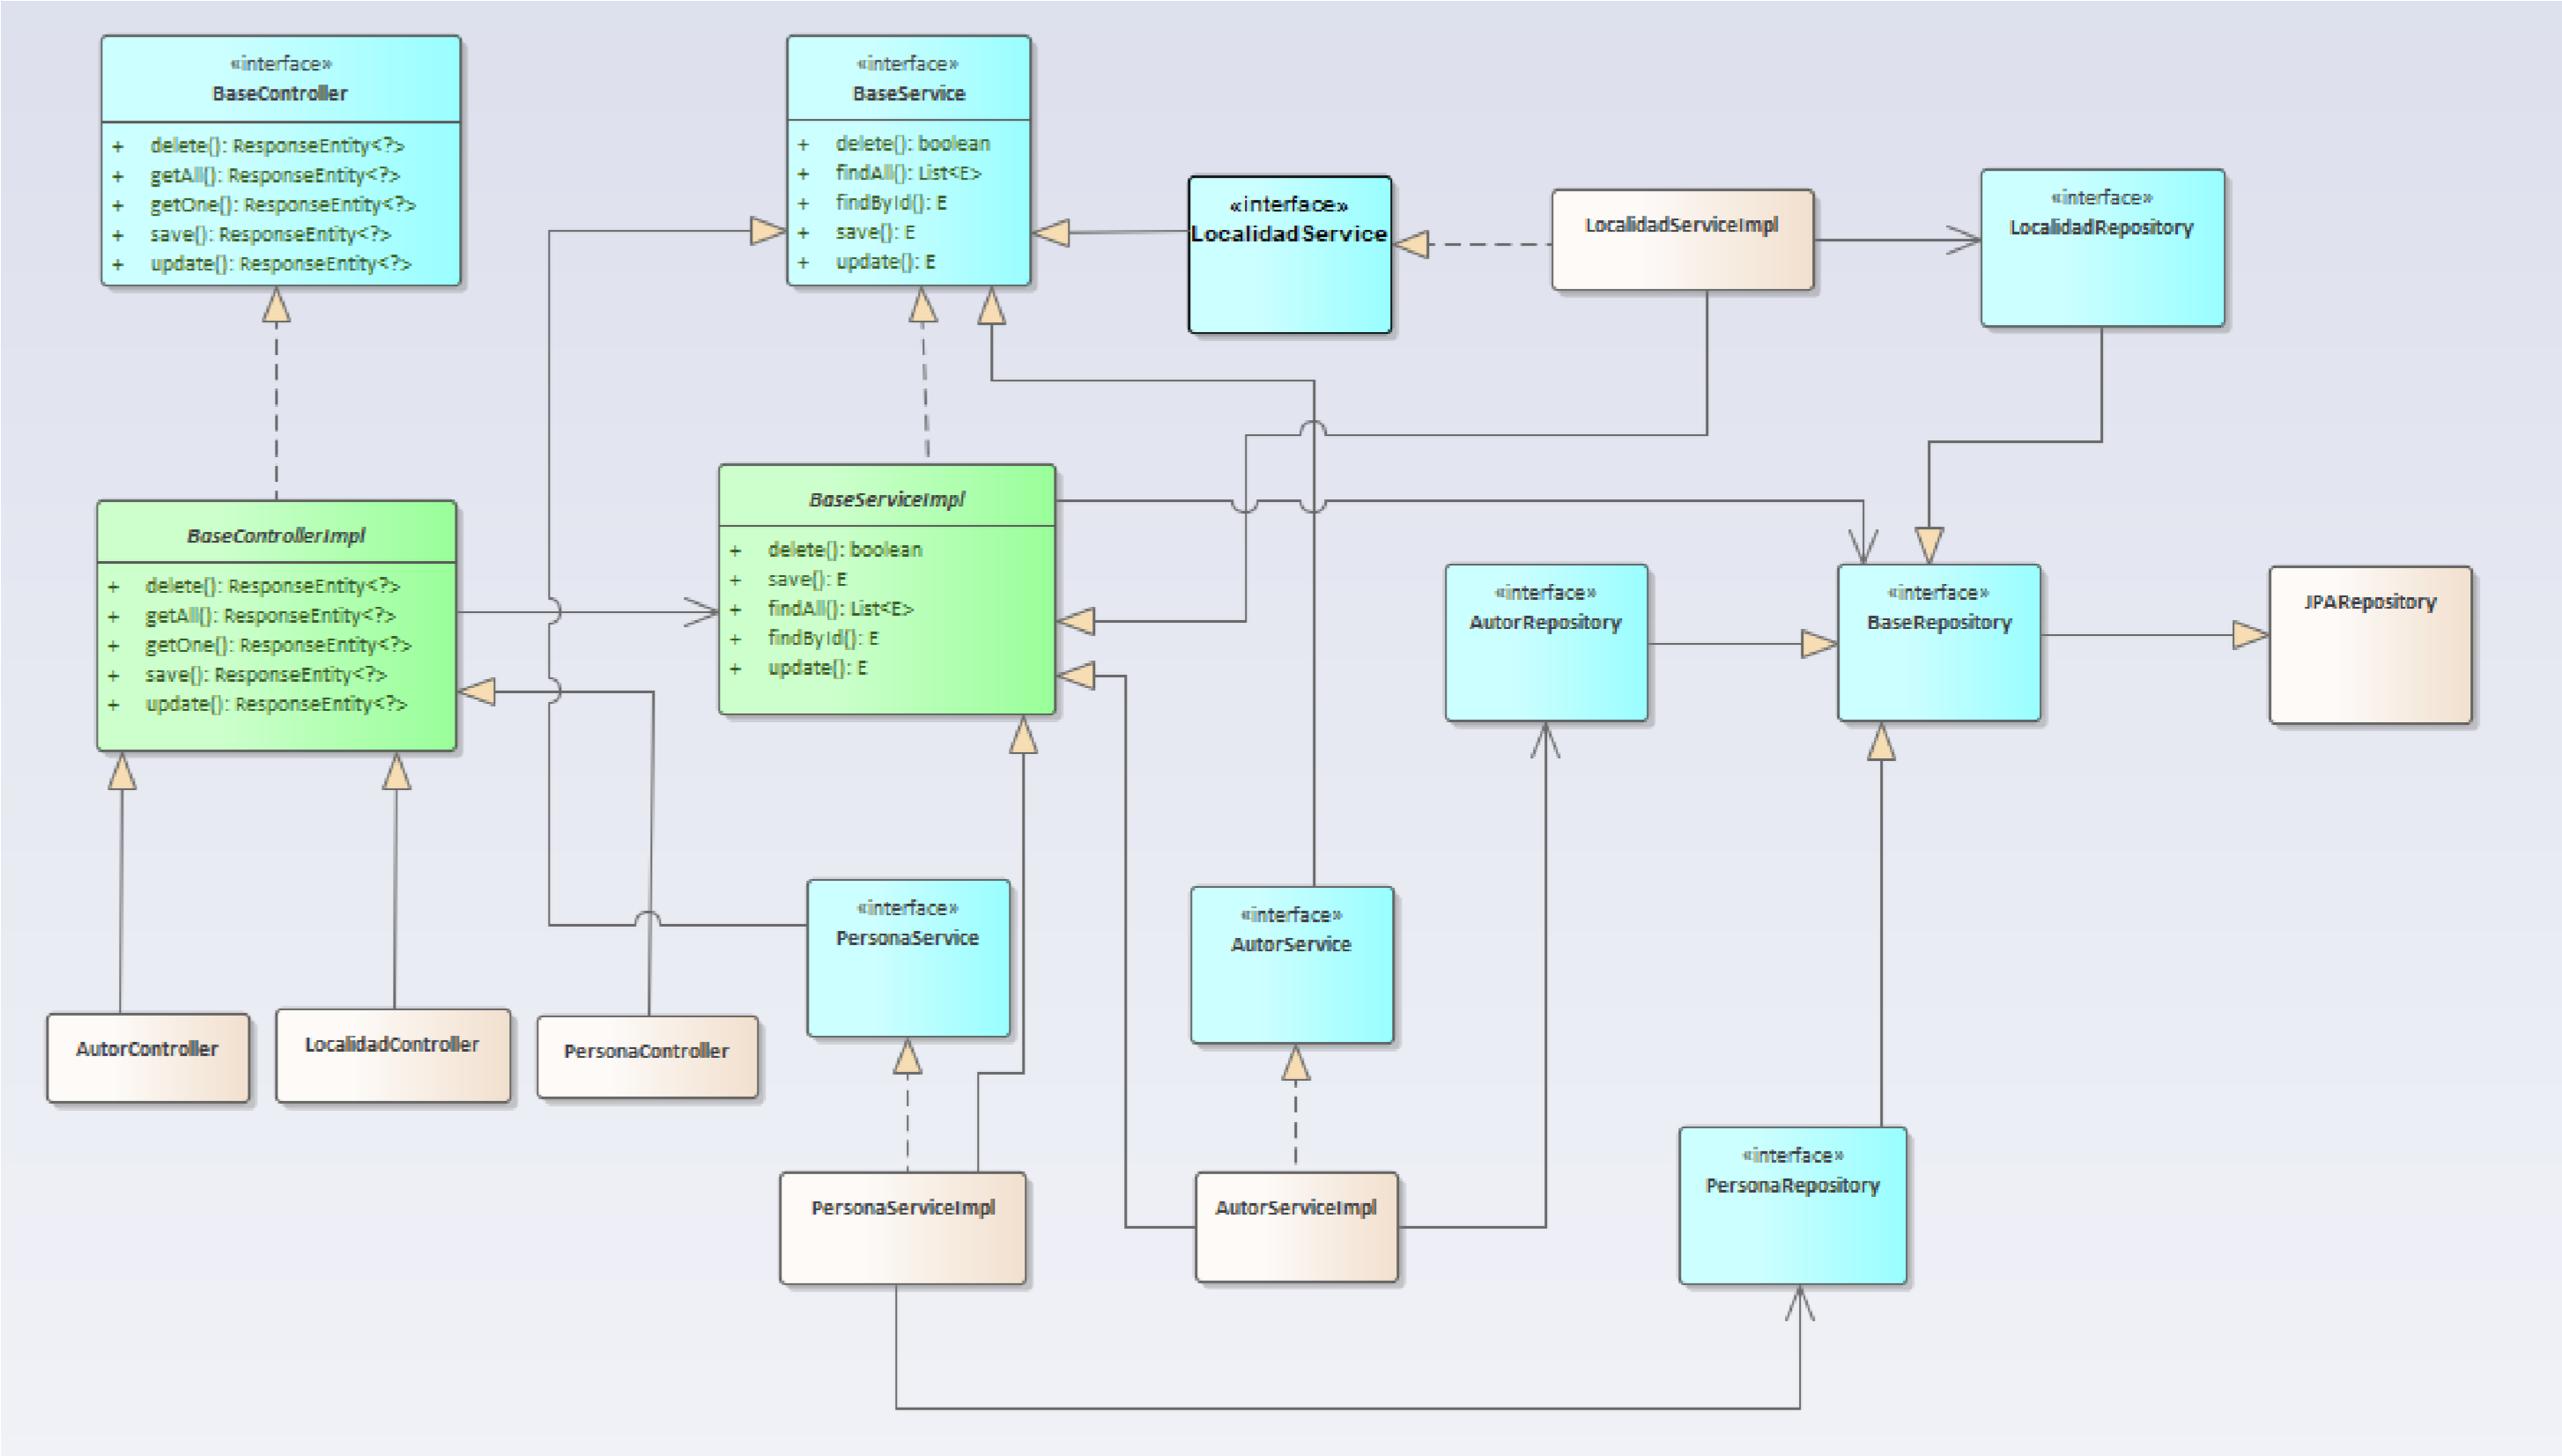 «interface»
BaseController
+ delete(): ResponseEntity<?>
+ getAll(): ResponseEntity<?>
+ getOne(): ResponseEntity<?>
+ save(): ResponseEntity<?>
+ update(): ResponseEntity<?>
«interface»
BaseService
+ delete(): boolean
+ findAll(): List<E>
+ findById(): E
+ save(): E
+ update(): E
«interface»
LocalidadService
LocalidadServiceImpl
«interface»
LocalidadRepository
BaseControllerImpl
+ delete(): ResponseEntity<?>
+ getAll(): ResponseEntity<?>
+ getOne(): ResponseEntity<?>
+ save(): ResponseEntity<?>
+ update(): ResponseEntity<?>
BaseServiceImpl
+ delete(): boolean
+ save(): E
+ findAll(): List<E>
+ findById(): E
+ update(): E
«interface»
AutorRepository
«interface»
BaseRepository
JPARepository
AutorController
LocalidadController
PersonaController
«interface»
PersonaService
«interface»
AutorService
PersonaServiceImpl
AutorServiceImpl
«interface»
PersonaRepository